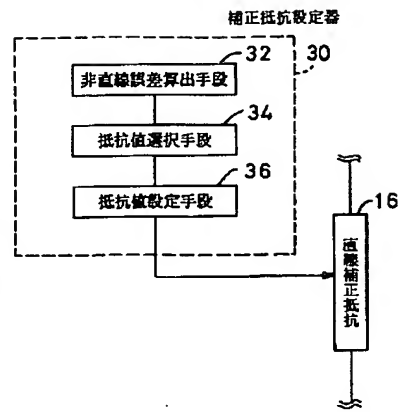 補正抵抗設定器
30
32
非直線誤差算出手段
34
抵抗値選択手段
36
抵抗値設定手段
16
直線補正抵抗